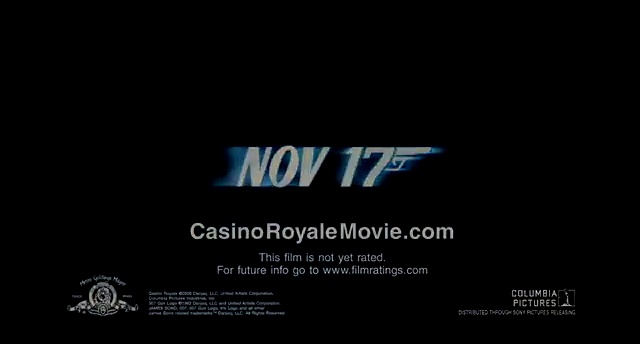 NOV 17
CasinoRoyaleMovie.com
This film is not yet rated.
For future info go to www.filmratings.com
Metro Goldwyn Mayer
TRADE MARK
Casino Royale ©2006 Danjaq, LLC, United Artists Corporation,
Columbia Pictures Industries, Inc.
007 Gun Logo ©1962 Danjaq, LLC and United Artists Corporation.
JAMES BOND, 007, 007 Gun Logo, and all other
James Bond related trademarks™ Danjaq, LLC. All Rights Reserved.
COLUMBIA
PICTURES
DISTRIBUTED THROUGH SONY PICTURES RELEASING